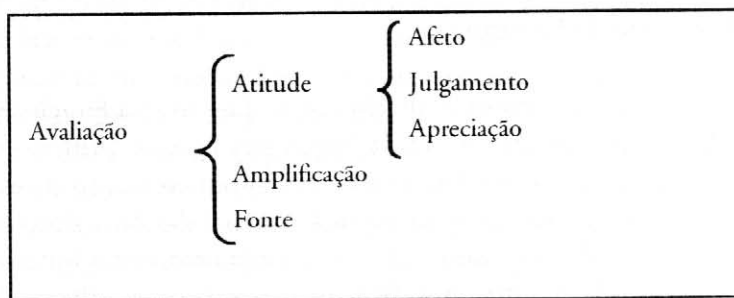 Afeto
Atitude
Julgamento
Avaliação
Apreciação
Amplificação
Fonte